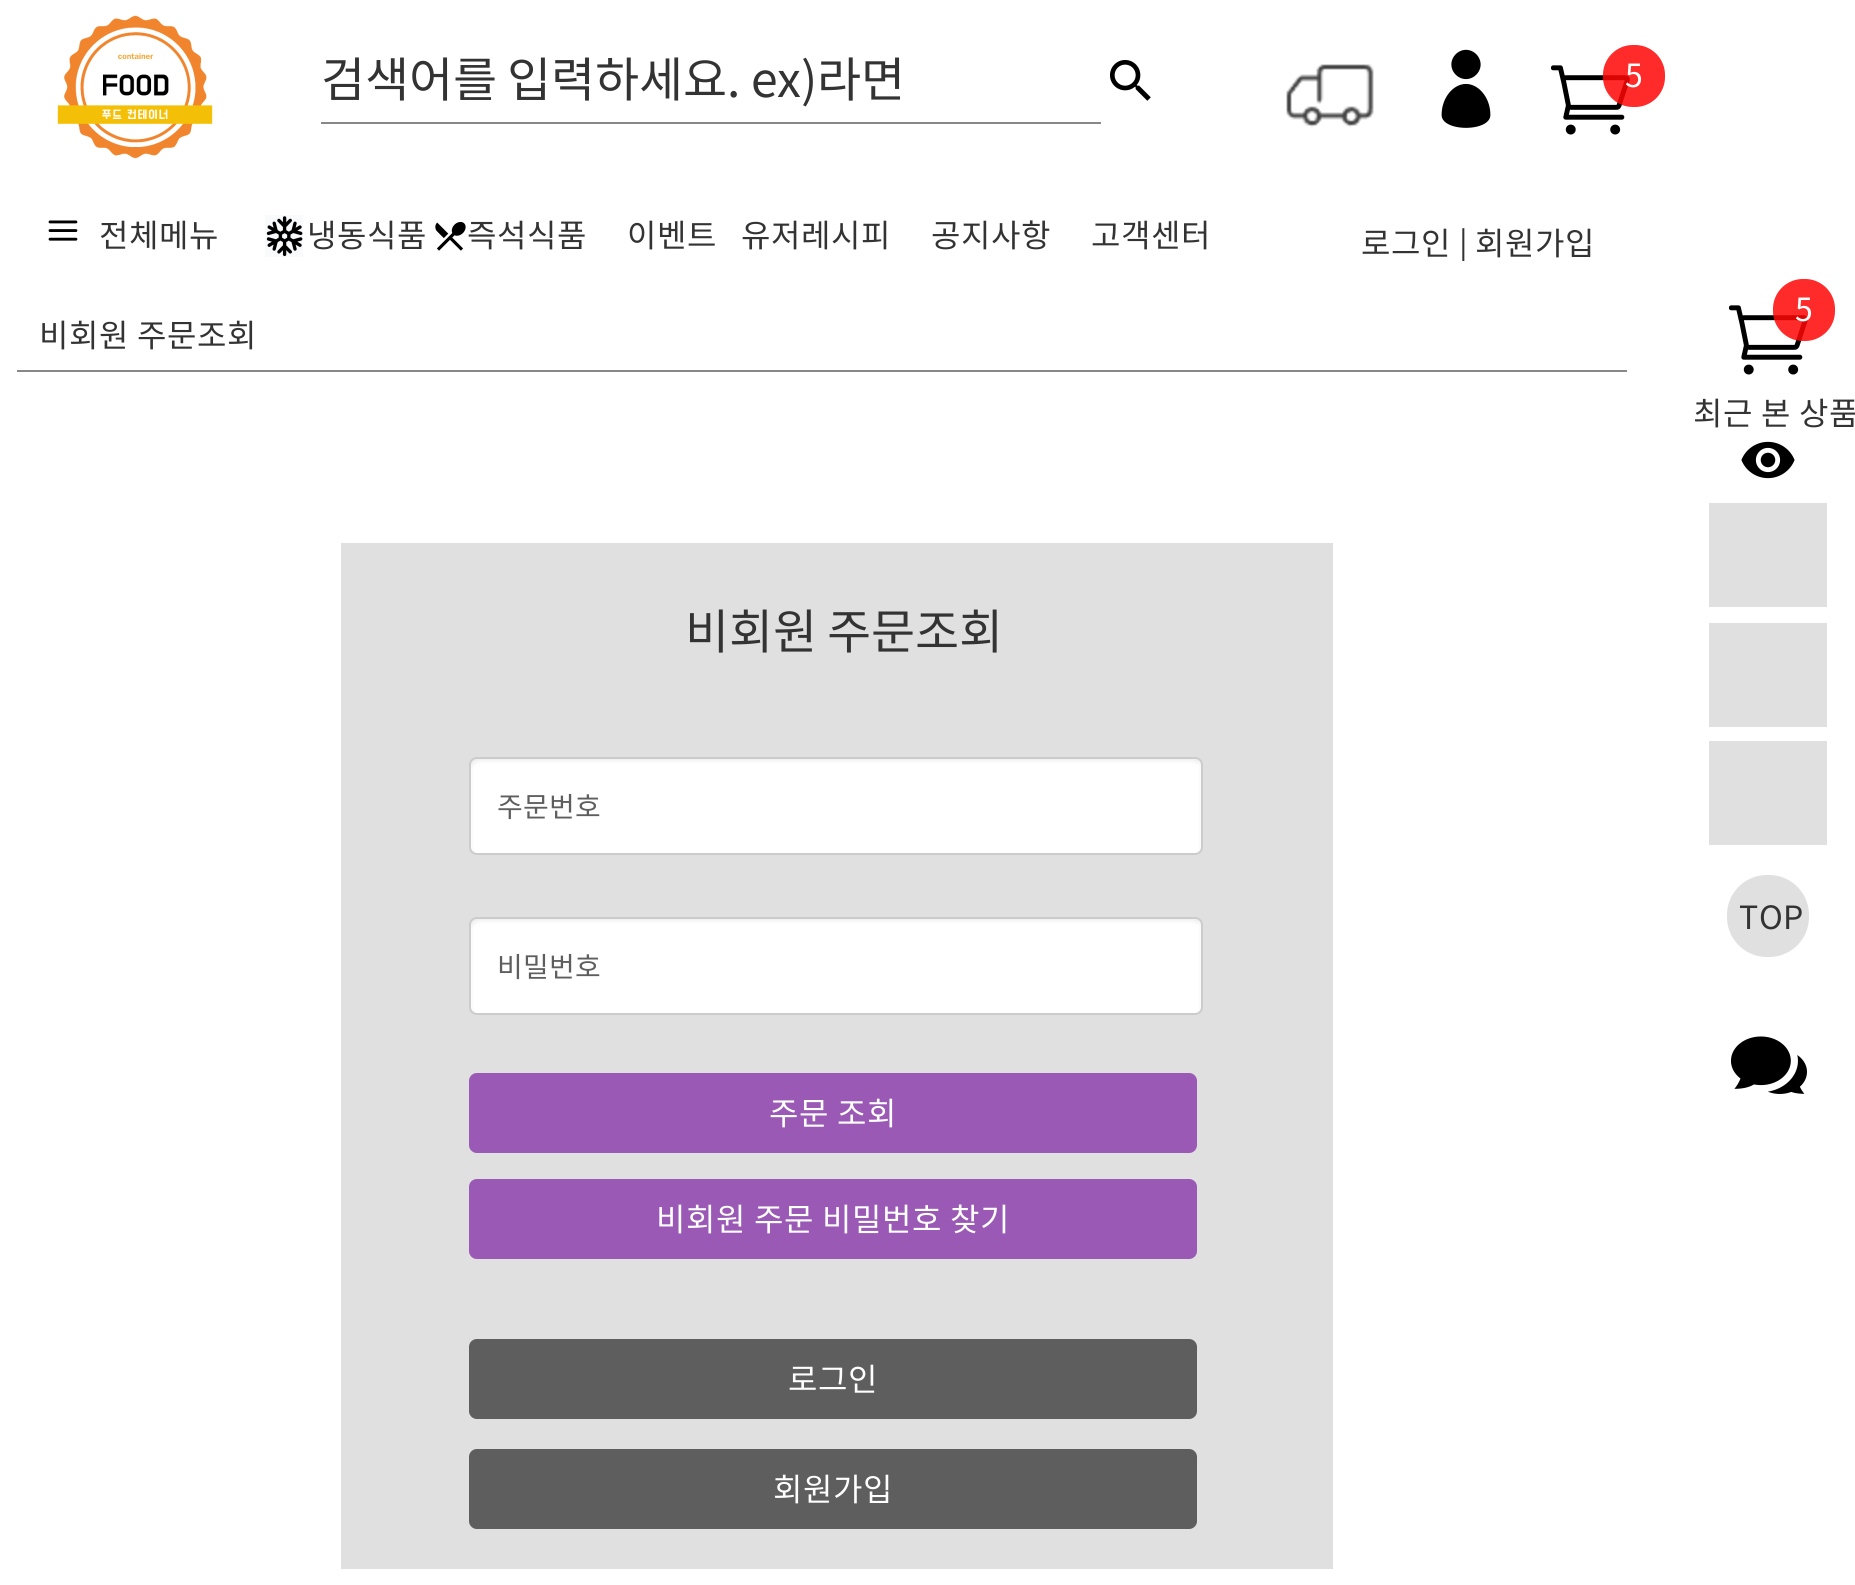 container
FOOD
푸드 컨테이너
검색어를 입력하세요. ex)라면
5
전체메뉴 냉동식품 즉석식품 이벤트 유저레시피 공지사항 고객센터 로그인 | 회원가입
비회원 주문조회
5
최근 본 상품
비회원 주문조회
주문번호
비밀번호
TOP
주문 조회
비회원 주문 비밀번호 찾기
로그인
회원가입